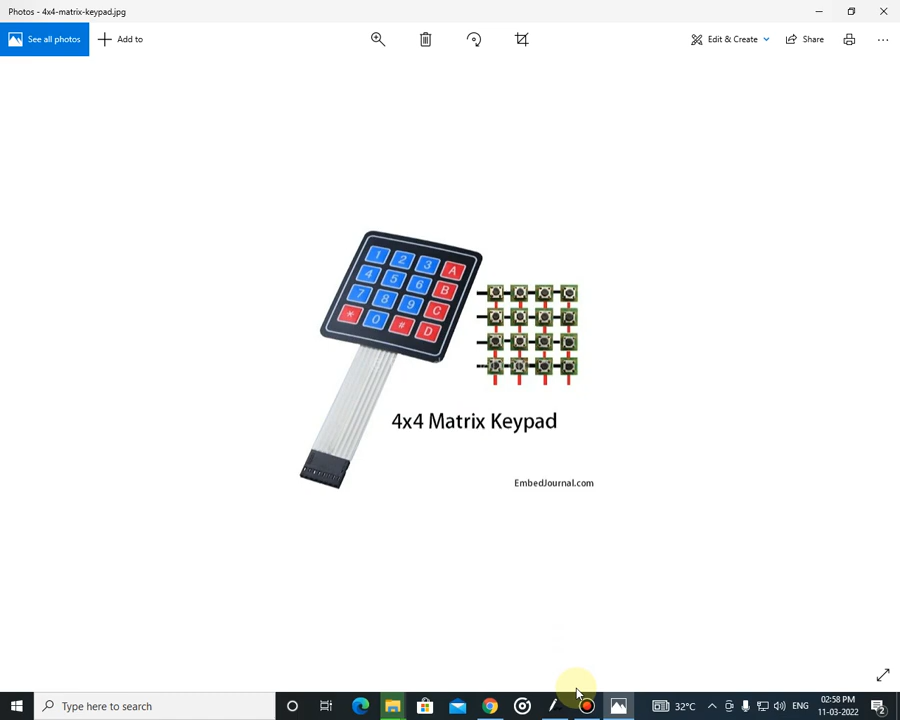 Photos - 4x4-matrix-keypad.jpg
See all photos
Add to
Edit & Create
Share
1 2 3 A
4 5 6 B
7 8 9 C
* 0 # D
4x4 Matrix Keypad
EmbedJournal.com
Type here to search
32°C
ENG
02:58 PM
11-03-2022
2